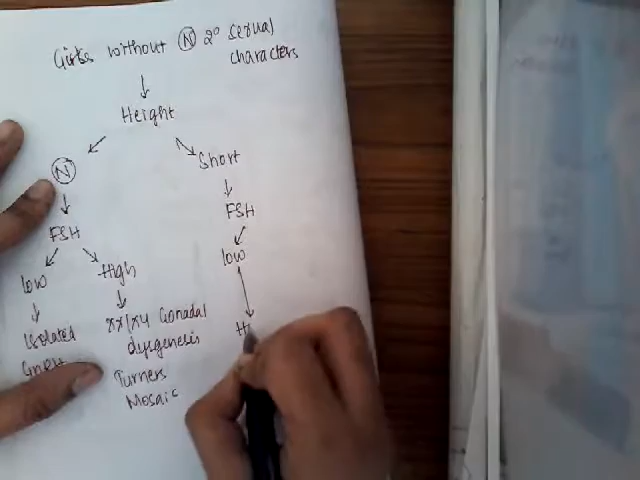 Girls without Ⓝ 2° sexual
characters
Height
Ⓝ
Short
FSH
FSH
low
High
low
Isolated
XX/XY Gonadal
dysgenesis
Turners
Mosaic
H